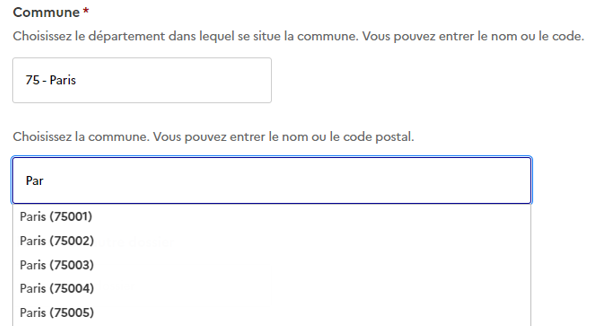 Commune *
Choisissez le département dans lequel se situe la commune. Vous pouvez entrer le nom ou le code.
75 - Paris
Choisissez la commune. Vous pouvez entrer le nom ou le code postal.
Par
Paris (75001)
Paris (75002)
Paris (75003)
Paris (75004)
Paris (75005)